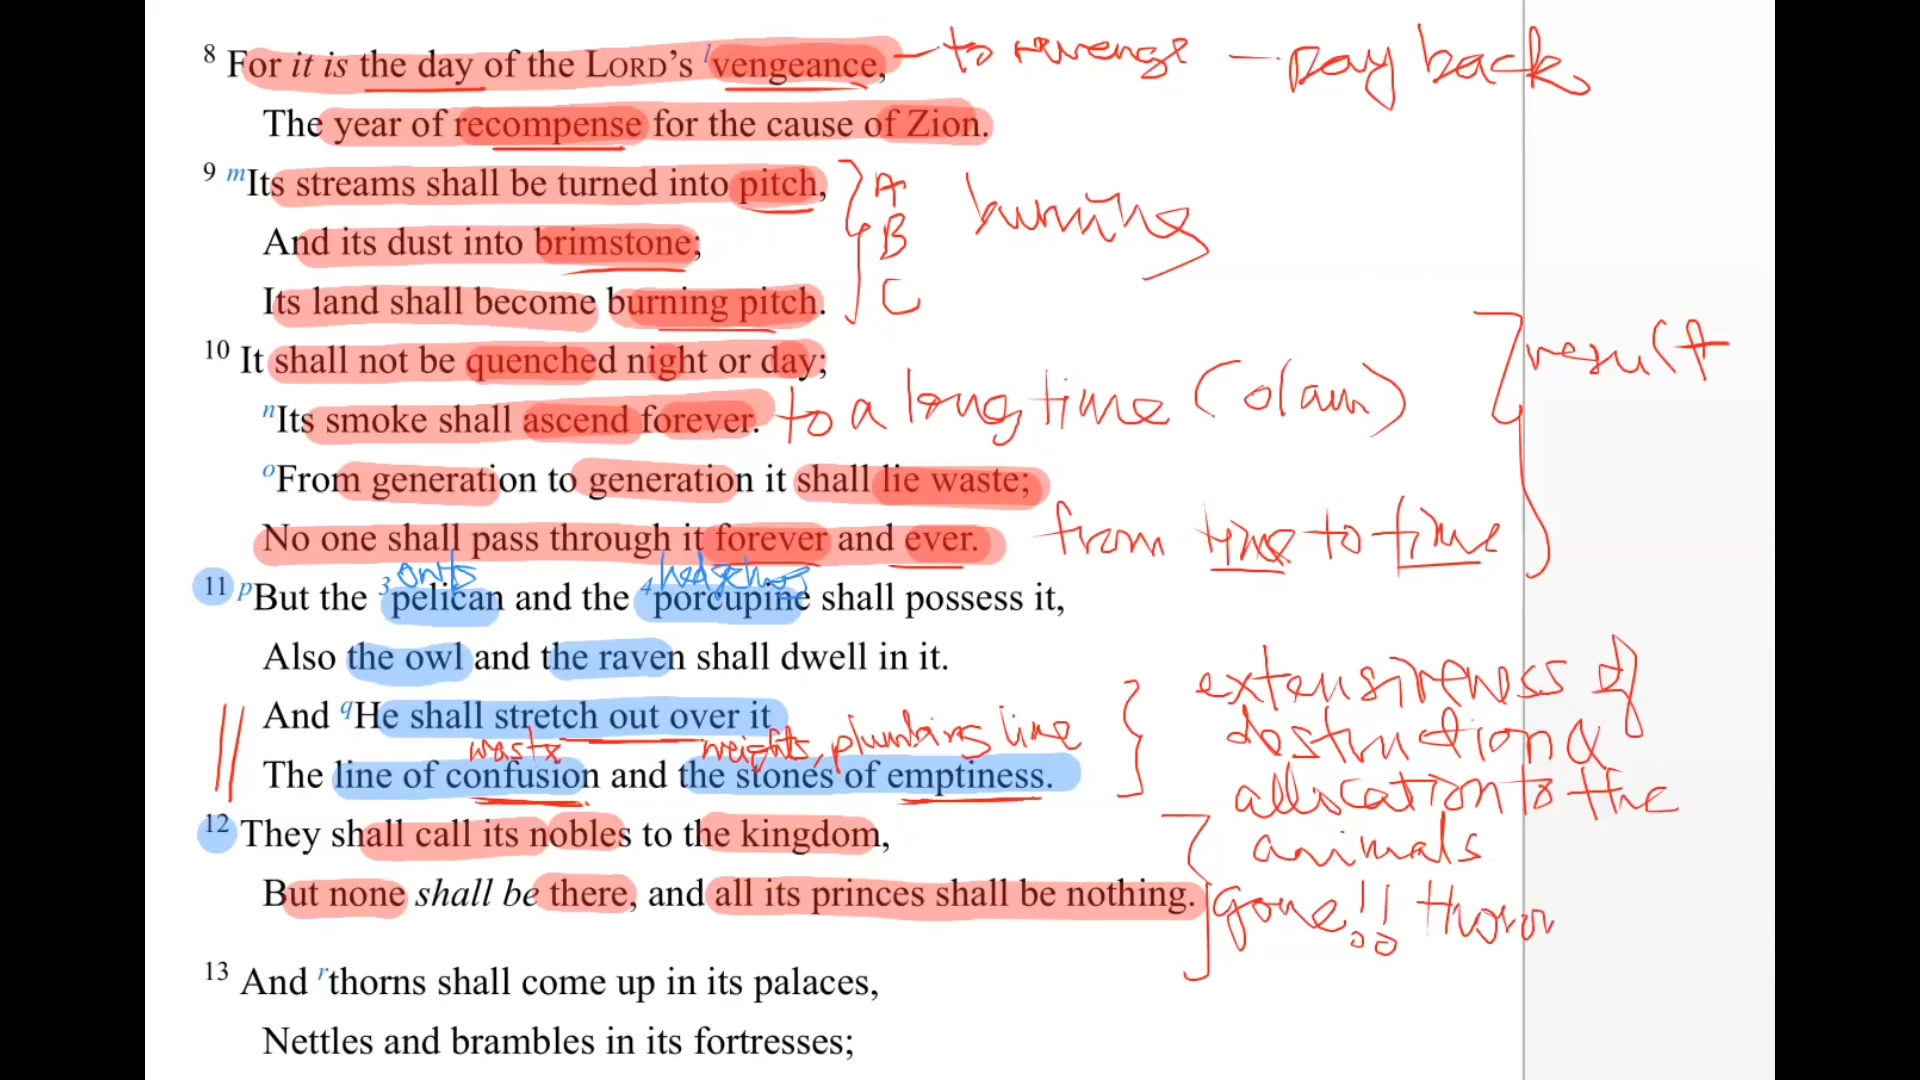 8 For it is the day of the LORD's l vengeance, – to revenge – pay back
The year of recompense for the cause of Zion.
9 m Its streams shall be turned into pitch, A
And its dust into brimstone; B burning
Its land shall become burning pitch. C
10 It shall not be quenched night or day; result
n Its smoke shall ascend forever. to a long time (olam)
o From generation to generation it shall lie waste;
No one shall pass through it forever and ever. from time to time
hedgehog
11 p But the 3 pelican and the 4 porcupine shall possess it,
Also the owl and the raven shall dwell in it.
And q He shall stretch out over it
waste weights, plumbing line
The line of confusion and the stones of emptiness.
extensiveness of
destruction &
allocation to the
animals
12 They shall call its nobles to the kingdom,
But none shall be there, and all its princes shall be nothing. gone!!
13 And r thorns shall come up in its palaces,
Nettles and brambles in its fortresses;